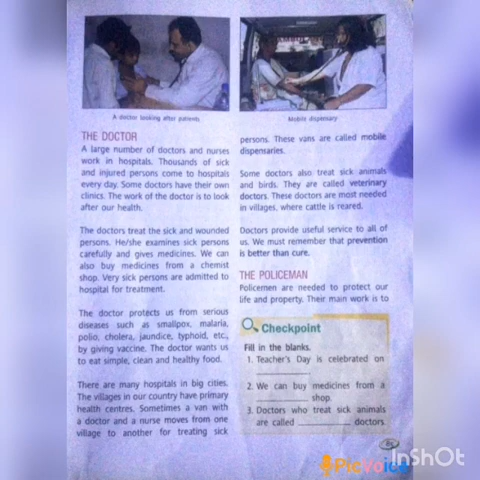 A doctor looking after patients
THE DOCTOR
A large number of doctors and nurses
work in hospitals. Thousands of sick
and injured persons come to hospitals
every day. Some doctors have their own
clinics. The work of the doctor is to look
after our health.
The doctors treat the sick and wounded
persons. He/she examines sick persons
carefully and gives medicines. We can
also buy medicines from a chemist
shop. Very sick persons are admitted to
hospital for treatment.
The doctor protects us from serious
diseases such as smallpox, malaria,
polio, cholera, jaundice, typhoid, etc.,
by giving vaccine. The doctor wants us
to eat simple, clean and healthy food.
There are many hospitals in big cities.
The villages in our country have primary
health centres. Sometimes a van with
a doctor and a nurse moves from one
village to another for treating sick
Mobile dispensary
persons. These vans are called mobile
dispensaries.
Some doctors also treat sick animals
and birds. They are called veterinary
doctors. These doctors are most needed
in villages, where cattle is reared.
Doctors provide useful service to all of
us. We must remember that prevention
is better than cure.
THE POLICEMAN
Policemen are needed to protect our
life and property. Their main work is to
Checkpoint
Fill in the blanks.
1. Teacher's Day is celebrated on
____________
2. We can buy medicines from a
____________ shop.
3. Doctors who treat sick animals
are called ____________ doctors.
PicVoice
InShOt